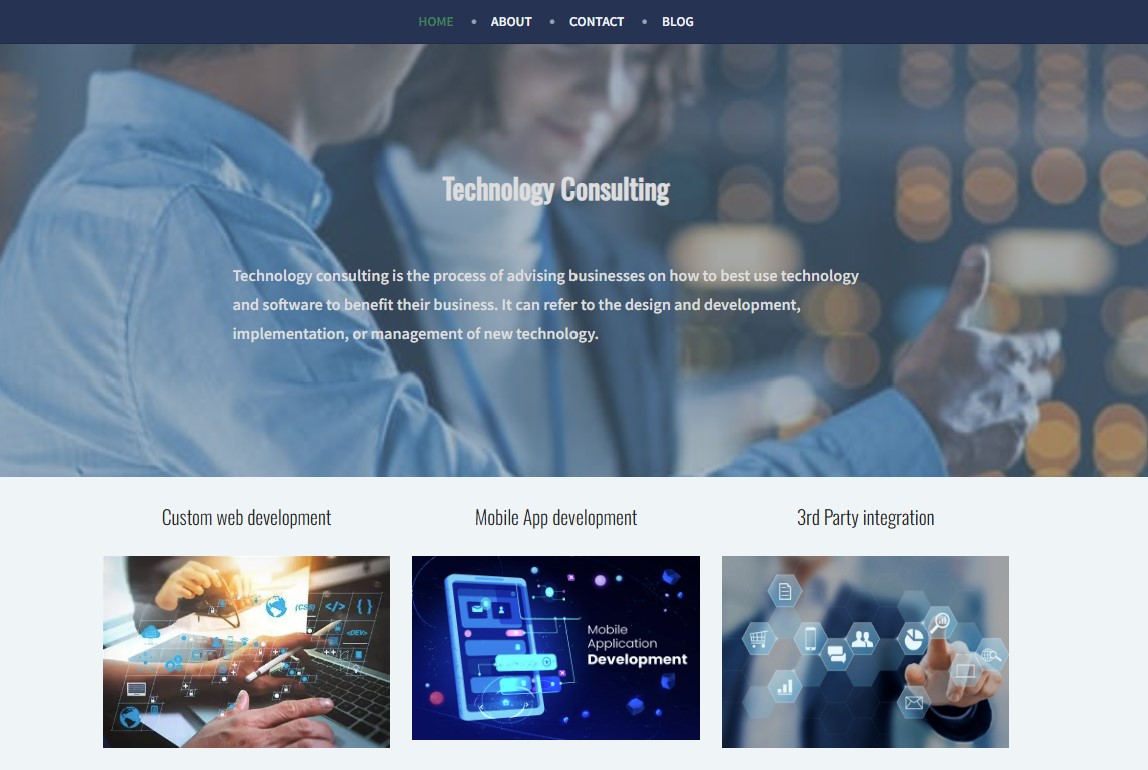 HOME • ABOUT • CONTACT • BLOG
Technology Consulting
Technology consulting is the process of advising businesses on how to best use technology
and software to benefit their business. It can refer to the design and development,
implementation, or management of new technology.
Custom web development
Mobile App development
3rd Party integration
{CSS}
</>
{ }
<DEV>
Mobile
Application
Development